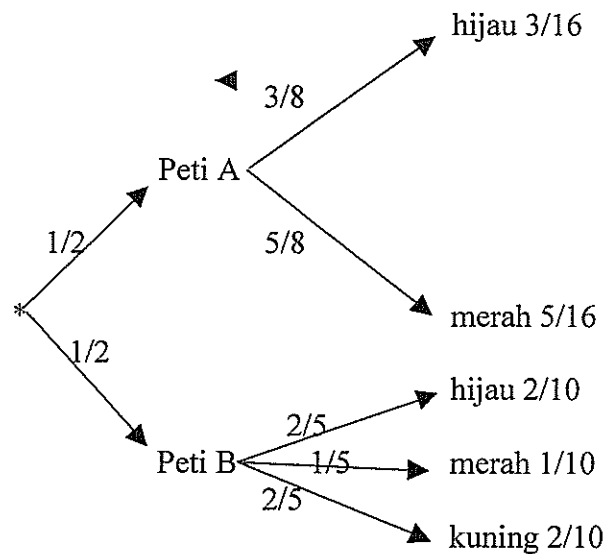 hijau 3/16
3/8
Peti A
1/2
5/8
*
merah 5/16
1/2
hijau 2/10
2/5
Peti B
1/5
merah 1/10
2/5
kuning 2/10